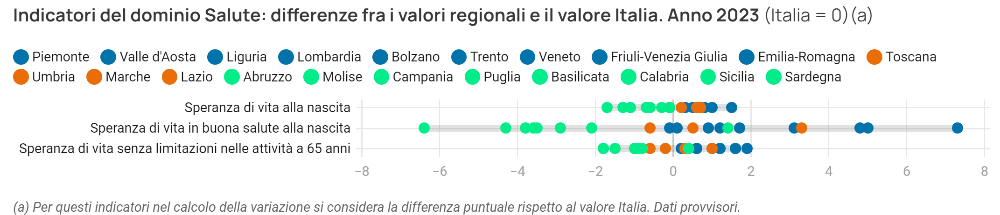 Indicatori del dominio Salute: differenze fra i valori regionali e il valore Italia. Anno 2023 (Italia = 0)(a)
Piemonte Valle d'Aosta Liguria Lombardia Bolzano Trento Veneto Friuli-Venezia Giulia Emilia-Romagna Toscana
Umbria Marche Lazio Abruzzo Molise Campania Puglia Basilicata Calabria Sicilia Sardegna
Speranza di vita alla nascita
Speranza di vita in buona salute alla nascita
Speranza di vita senza limitazioni nelle attività a 65 anni
−8 −6 −4 −2 0 2 4 6 8
(a) Per questi indicatori nel calcolo della variazione si considera la differenza puntuale rispetto al valore Italia. Dati provvisori.